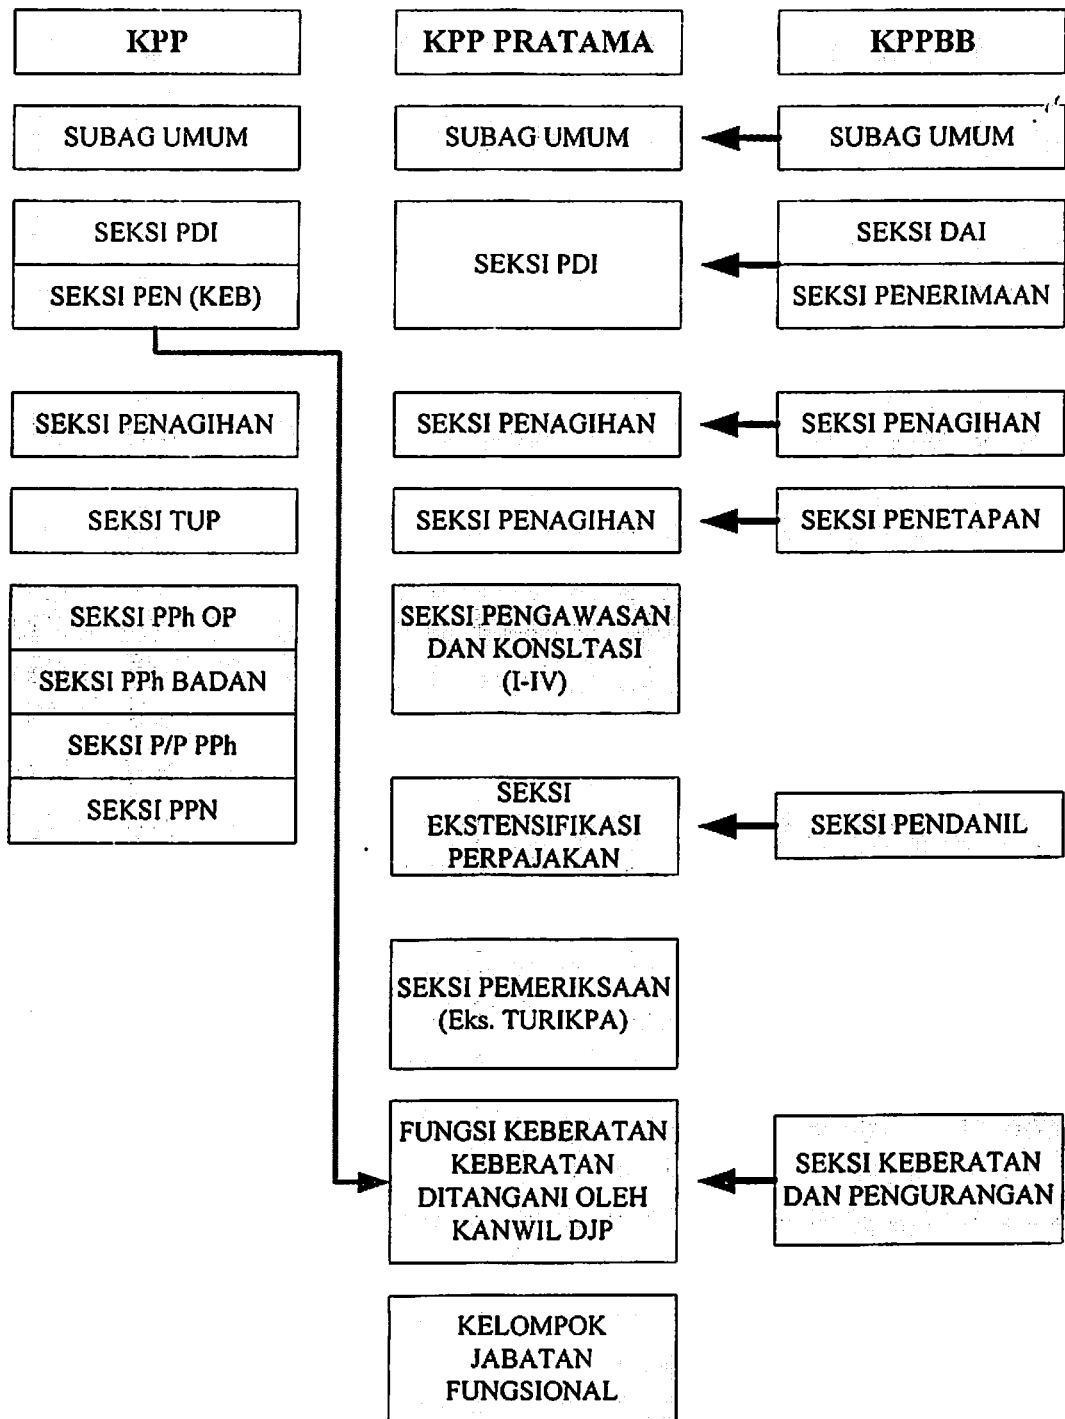 KPP
KPP PRATAMA
KPPBB
SUBAG UMUM
SUBAG UMUM
SUBAG UMUM
SEKSI PDI
SEKSI PEN (KEB)
SEKSI PDI
SEKSI DAI
SEKSI PENERIMAAN
SEKSI PENAGIHAN
SEKSI PENAGIHAN
SEKSI PENAGIHAN
SEKSI TUP
SEKSI PENAGIHAN
SEKSI PENETAPAN
SEKSI PPh OP
SEKSI PPh BADAN
SEKSI P/P PPh
SEKSI PPN
SEKSI PENGAWASAN
DAN KONSLTASI
(I-IV)
SEKSI
EKSTENSIFIKASI
PERPAJAKAN
SEKSI PENDANIL
SEKSI PEMERIKSAAN
(Eks. TURIKPA)
FUNGSI KEBERATAN
KEBERATAN
DITANGANI OLEH
KANWIL DJP
SEKSI KEBERATAN
DAN PENGURANGAN
KELOMPOK
JABATAN
FUNGSIONAL